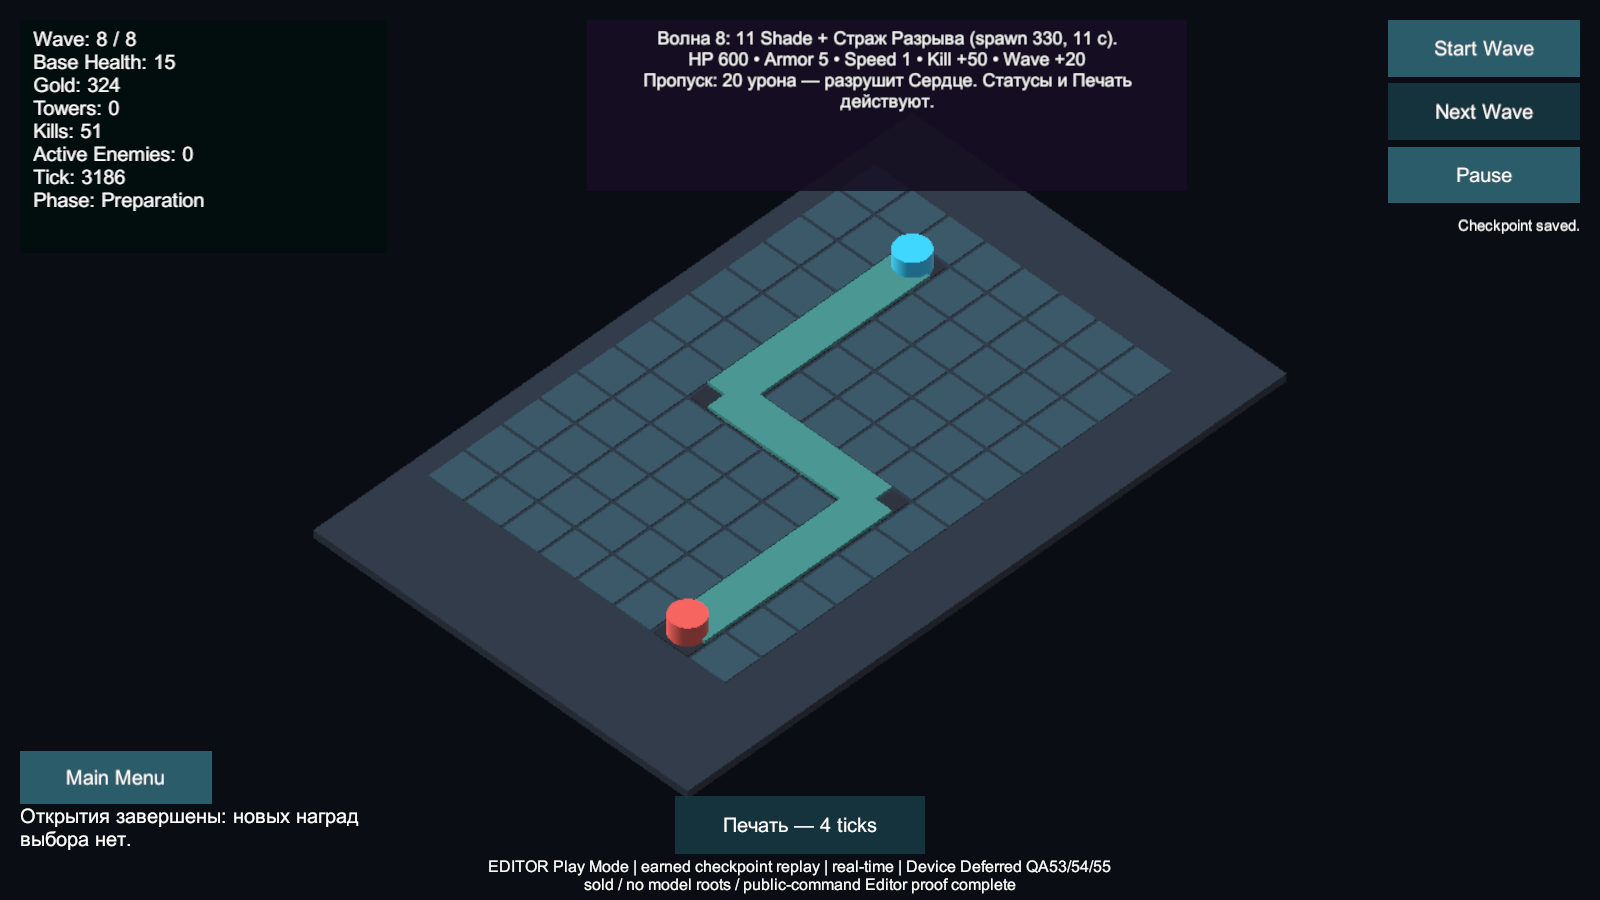 Wave: 8 / 8
Base Health: 15
Gold: 324
Towers: 0
Kills: 51
Active Enemies: 0
Tick: 3186
Phase: Preparation
Волна 8: 11 Shade + Страж Разрыва (spawn 330, 11 с).
HP 600 • Armor 5 • Speed 1 • Kill +50 • Wave +20
Пропуск: 20 урона — разрушит Сердце. Статусы и Печать
действуют.
Start Wave
Next Wave
Pause
Checkpoint saved.
Main Menu
Открытия завершены: новых наград
выбора нет.
Печать — 4 ticks
EDITOR Play Mode | earned checkpoint replay | real-time | Device Deferred QA53/54/55
sold / no model roots / public-command Editor proof complete